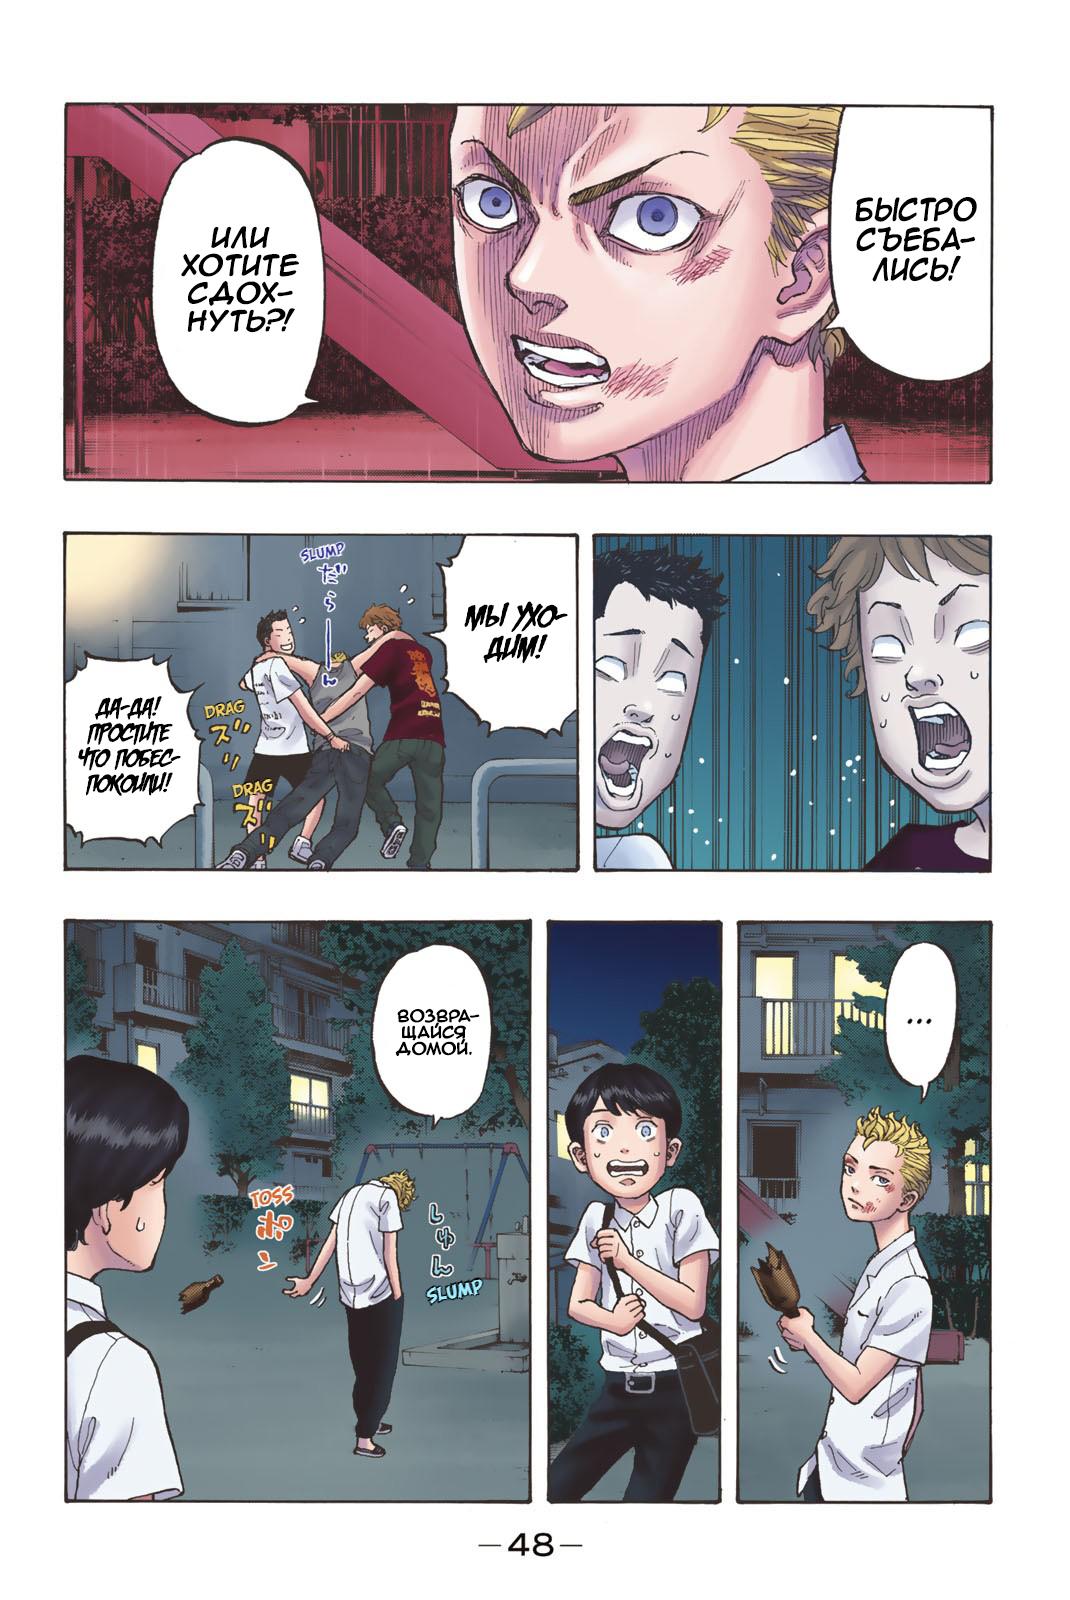 БЫСТРО
СЪЕБА-
ЛИСЬ!
ИЛИ
ХОТИТЕ
СДОХ-
НУТЬ?!
МЫ УХО-
ДИМ!
SLUMP
だら——ん
ДА-ДА!
ПРОСТИТЕ
ЧТО ПОБЕС-
ПОКОИЛИ!
DRAG
ズリ
DRAG
ズ
...
ВОЗВРА-
ЩАЙСЯ
ДОМОЙ.
TOSS
ポン
しゅん
SLUMP
—48—